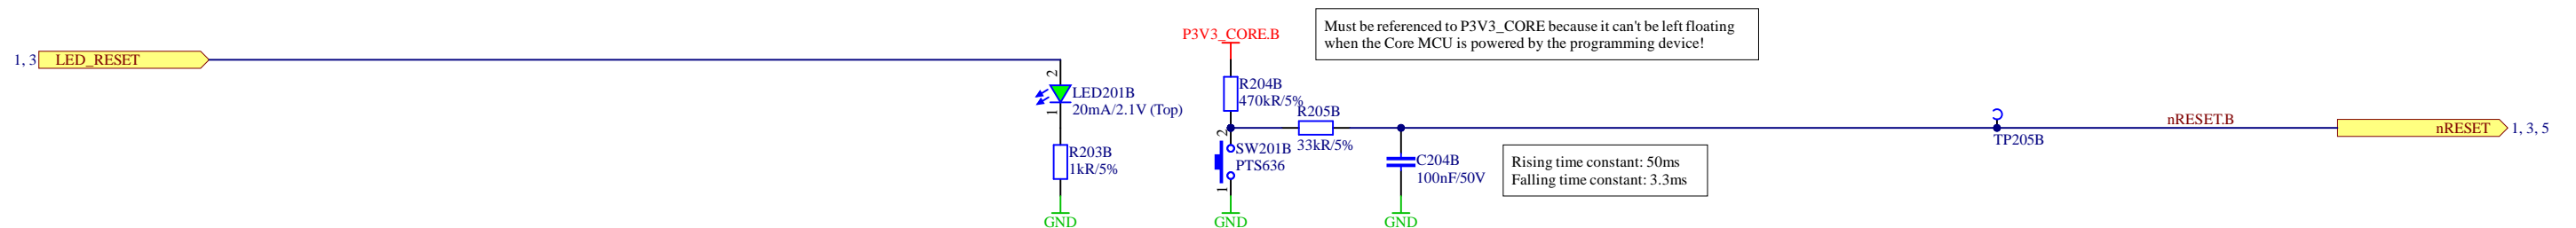 1, 3 LED_RESET
2
LED201B
20mA/2.1V (Top)
1
R203B
1kR/5%
GND
P3V3_CORE.B
R204B
470kR/5%
2
SW201B
PTS636
1
GND
R205B
33kR/5%
C204B
100nF/50V
GND
Must be referenced to P3V3_CORE because it can't be left floating
when the Core MCU is powered by the programming device!
Rising time constant: 50ms
Falling time constant: 3.3ms
TP205B
nRESET.B
nRESET 1, 3, 5